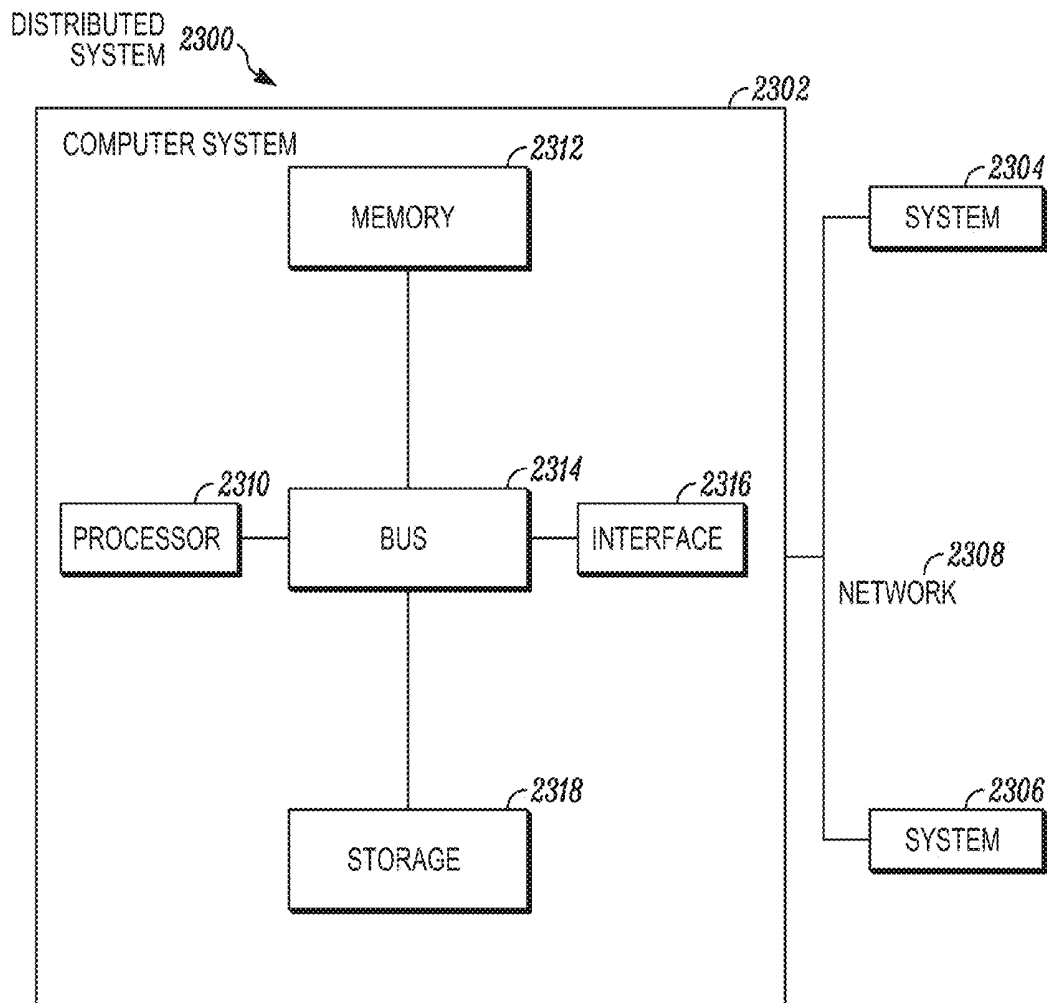 DISTRIBUTED
SYSTEM 2300
2302
COMPUTER SYSTEM
2312
MEMORY
2304
SYSTEM
2310
PROCESSOR
2314
BUS
2316
INTERFACE
2308
NETWORK
2318
STORAGE
2306
SYSTEM